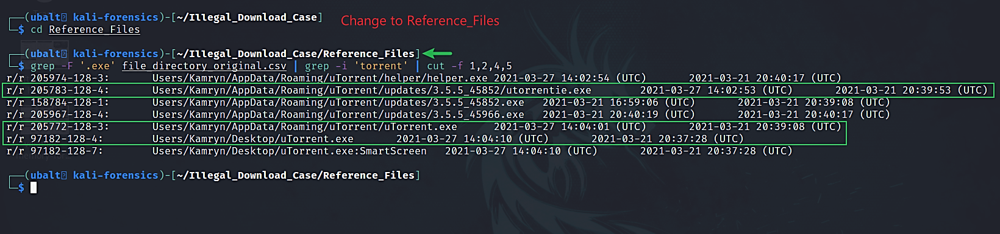 ┌──(ubalt㉿kali-forensics)-[~/Illegal_Download_Case]
Change to Reference_Files
└─$ cd Reference_Files
┌──(ubalt㉿kali-forensics)-[~/Illegal_Download_Case/Reference_Files]
└─$ grep -F '.exe' file_directory_original.csv | grep -i 'torrent' | cut -f 1,2,4,5
r/r 205974-128-3: Users/Kamryn/AppData/Roaming/uTorrent/helper/helper.exe 2021-03-27 14:02:54 (UTC) 2021-03-21 20:40:17 (UTC)
r/r 205783-128-4: Users/Kamryn/AppData/Roaming/uTorrent/updates/3.5.5_45852/utorrentie.exe 2021-03-27 14:02:53 (UTC) 2021-03-21 20:39:53 (UTC)
r/r 158784-128-1: Users/Kamryn/AppData/Roaming/uTorrent/updates/3.5.5_45852.exe 2021-03-21 16:59:06 (UTC) 2021-03-21 20:39:08 (UTC)
r/r 205967-128-4: Users/Kamryn/AppData/Roaming/uTorrent/updates/3.5.5_45966.exe 2021-03-21 20:40:19 (UTC) 2021-03-21 20:40:17 (UTC)
r/r 205772-128-3: Users/Kamryn/AppData/Roaming/uTorrent/uTorrent.exe 2021-03-27 14:04:01 (UTC) 2021-03-21 20:39:08 (UTC)
r/r 97182-128-4: Users/Kamryn/Desktop/uTorrent.exe 2021-03-27 14:04:10 (UTC) 2021-03-21 20:37:28 (UTC)
r/r 97182-128-7: Users/Kamryn/Desktop/uTorrent.exe:SmartScreen 2021-03-27 14:04:10 (UTC) 2021-03-21 20:37:28 (UTC)
┌──(ubalt㉿kali-forensics)-[~/Illegal_Download_Case/Reference_Files]
└─$